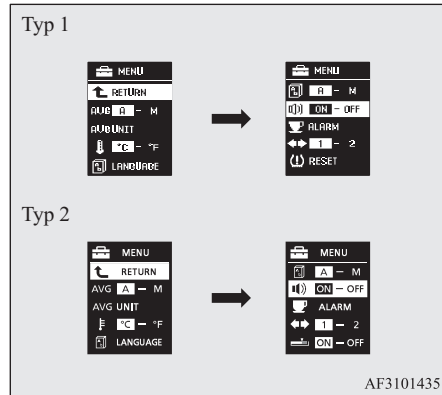 Typ 1
MENU
RETURN
AVG A - M
AVG UNIT
°C - °F
LANGUAGE
MENU
A - M
ON - OFF
ALARM
1 - 2
RESET
Typ 2
MENU
RETURN
AVG A - M
AVG UNIT
°C - °F
LANGUAGE
MENU
A - M
ON - OFF
ALARM
1 - 2
ON - OFF
AF3101435